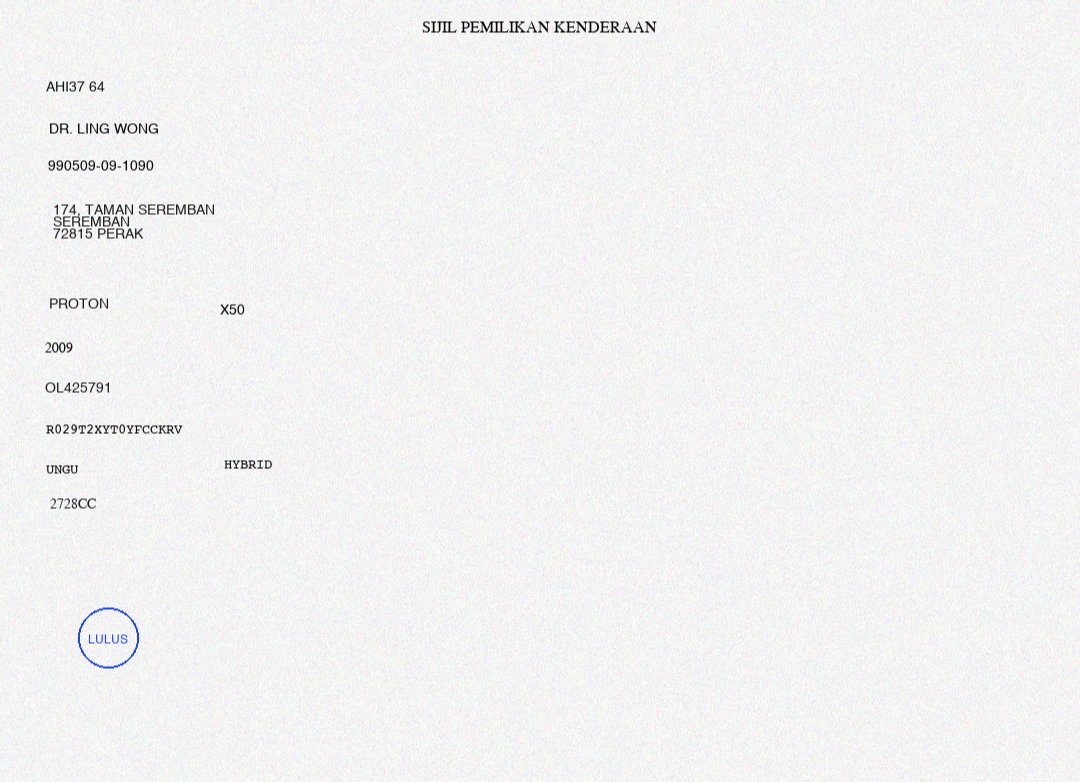 SIJIL PEMILIKAN KENDERAAN
AHI37 64
DR. LING WONG
990509-09-1090
174, TAMAN SEREMBAN
SEREMBAN
72815 PERAK
PROTON X50
2009
OL425791
R029T2XYT0YFCCKRV
UNGU HYBRID
2728CC
LULUS